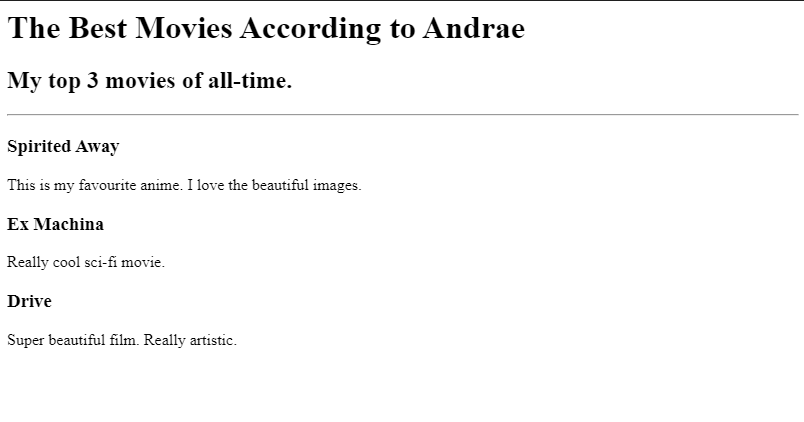 The Best Movies According to Andrae
My top 3 movies of all-time.
Spirited Away
This is my favourite anime. I love the beautiful images.
Ex Machina
Really cool sci-fi movie.
Drive
Super beautiful film. Really artistic.